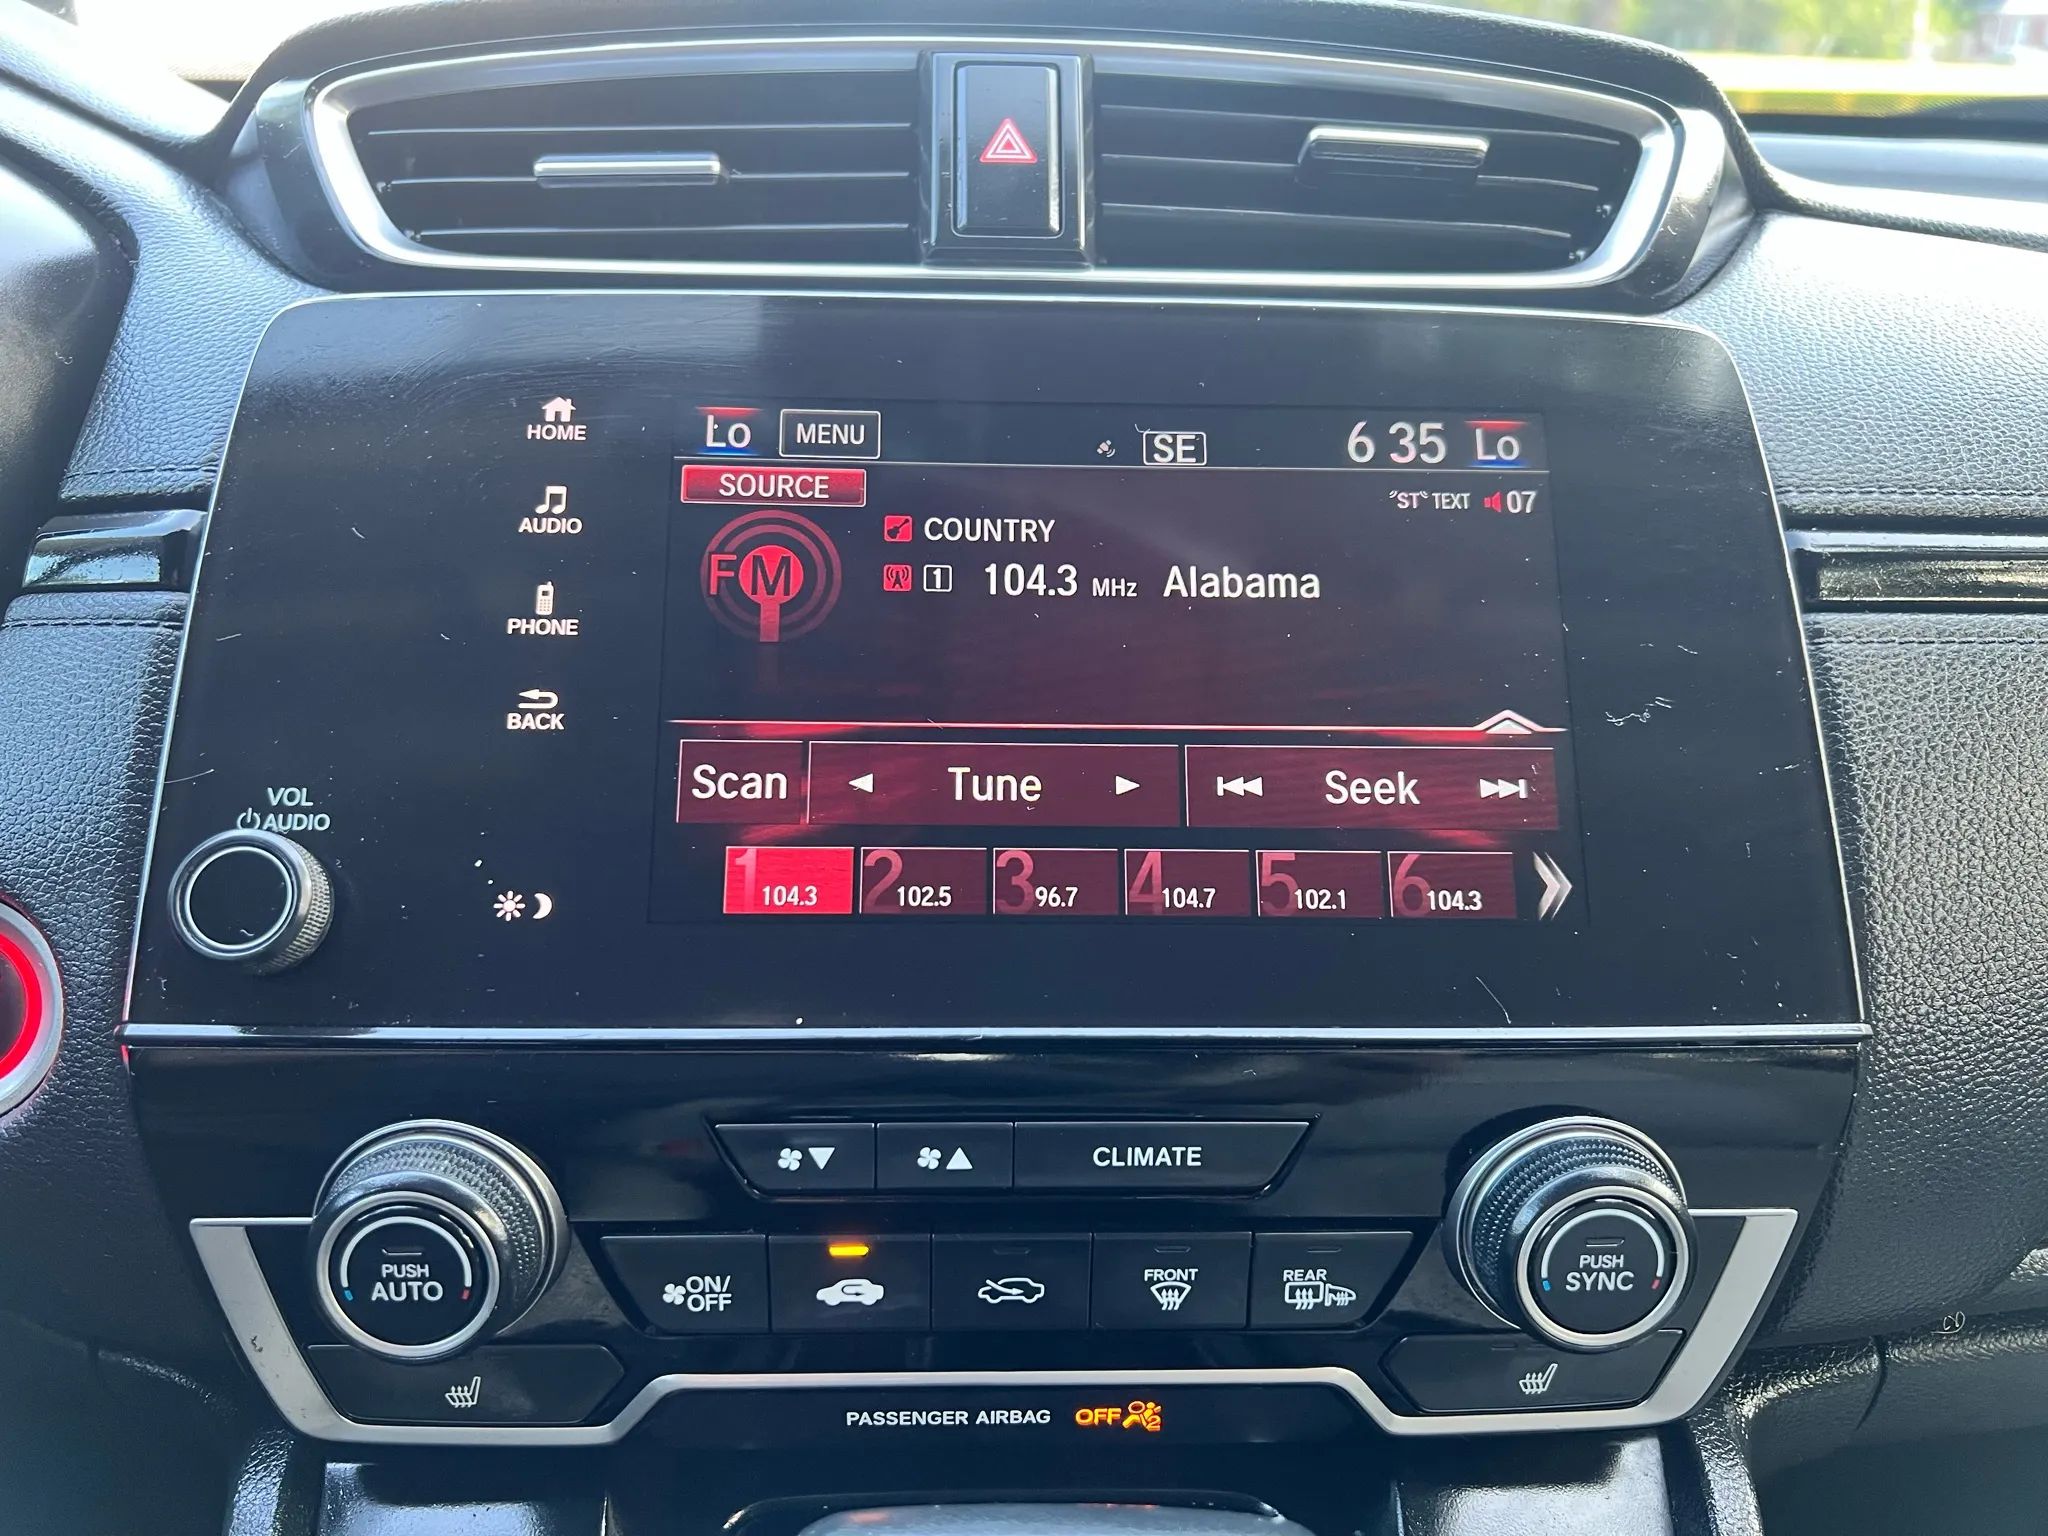 HOME
AUDIO
PHONE
BACK
VOL
AUDIO
Lo MENU SE 6 35 Lo
SOURCE
"ST" TEXT 07
FM
COUNTRY
1 104.3 MHz Alabama
Scan Tune Seek
1 104.3 2 102.5 3 96.7 4 104.7 5 102.1 6 104.3
CLIMATE
PUSH
AUTO
ON/
OFF
FRONT
REAR
PUSH
SYNC
PASSENGER AIRBAG OFF 2